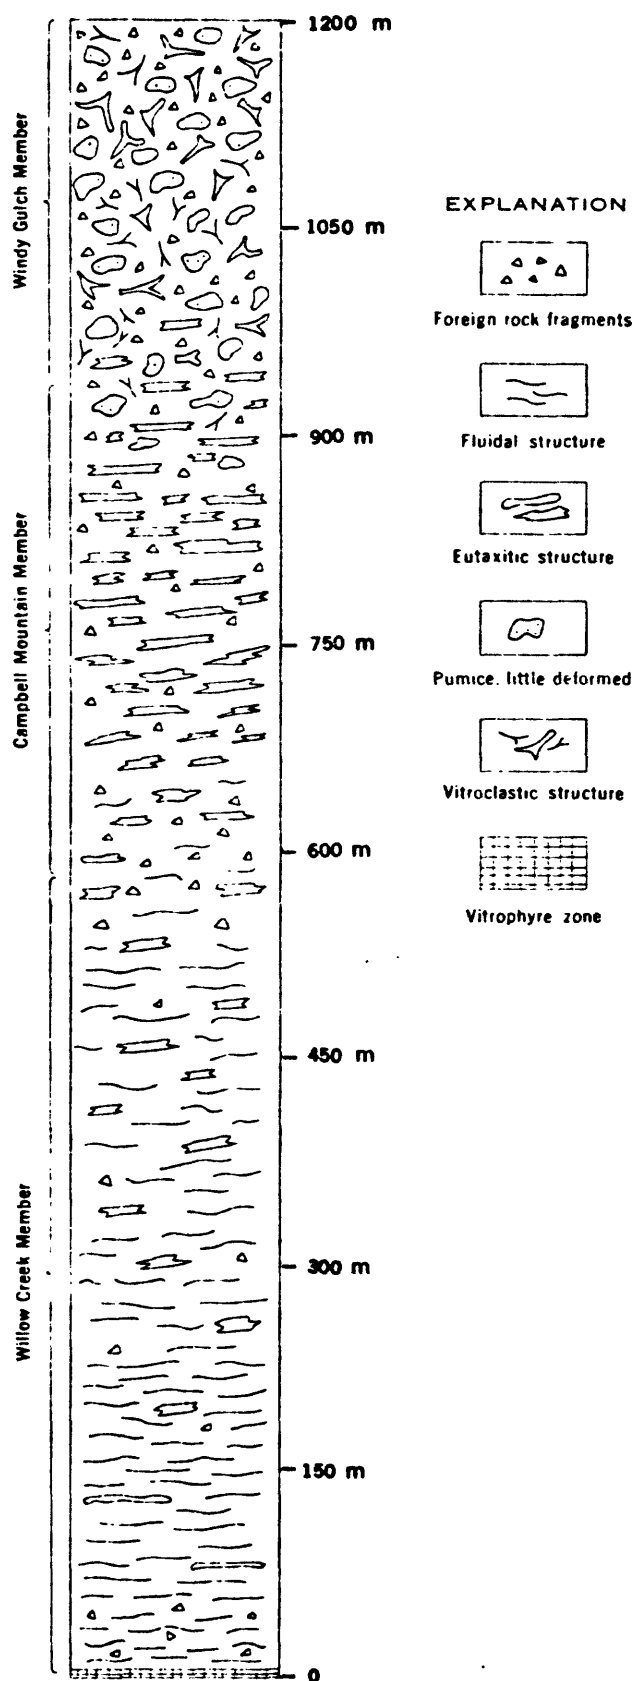 1200 m
Windy Gulch Member
1050 m
900 m
Campbell Mountain Member
750 m
600 m
450 m
Willow Creek Member
300 m
150 m
0
EXPLANATION
Foreign rock fragments
Fluidal structure
Eutaxitic structure
Pumice, little deformed
Vitroclastic structure
Vitrophyre zone